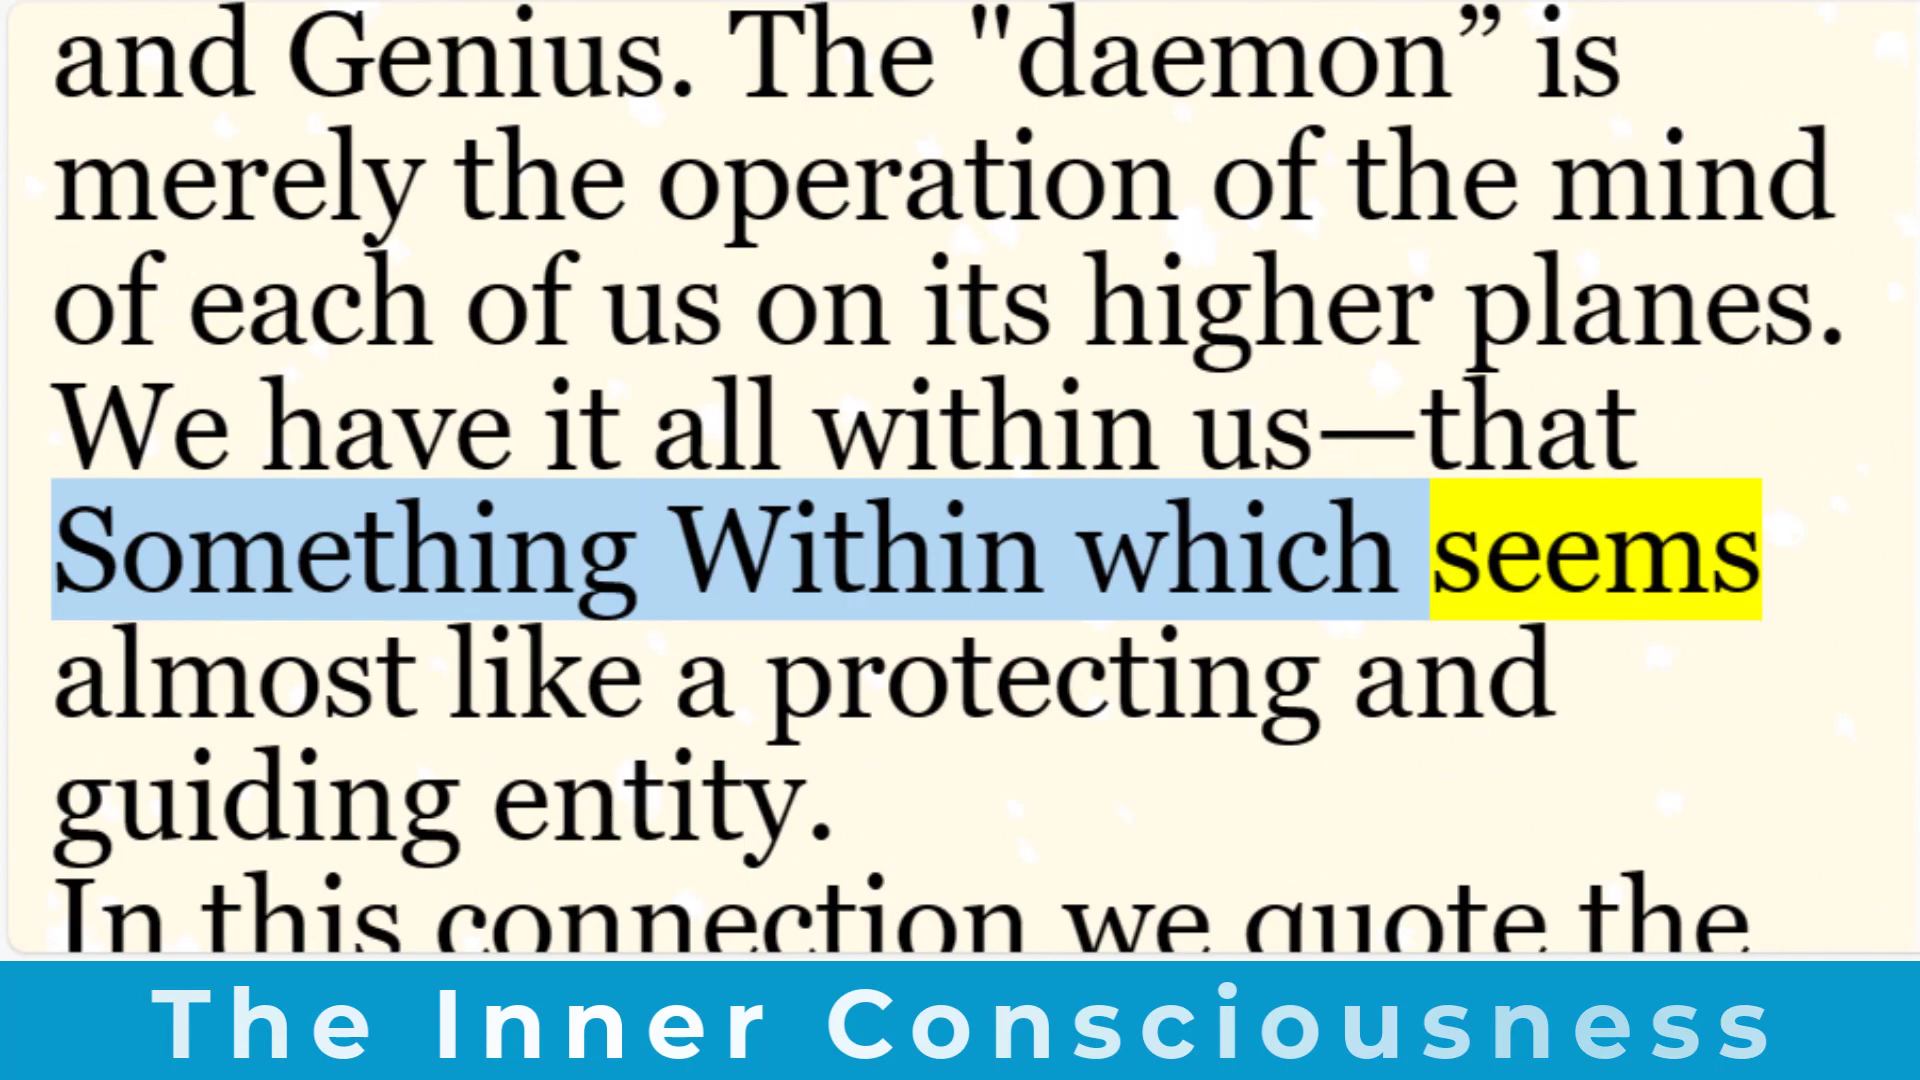 and Genius. The "daemon” is
merely the operation of the mind
of each of us on its higher planes.
We have it all within us—that
Something Within which seems
almost like a protecting and
guiding entity.
In this connection we quote the
The Inner Consciousness